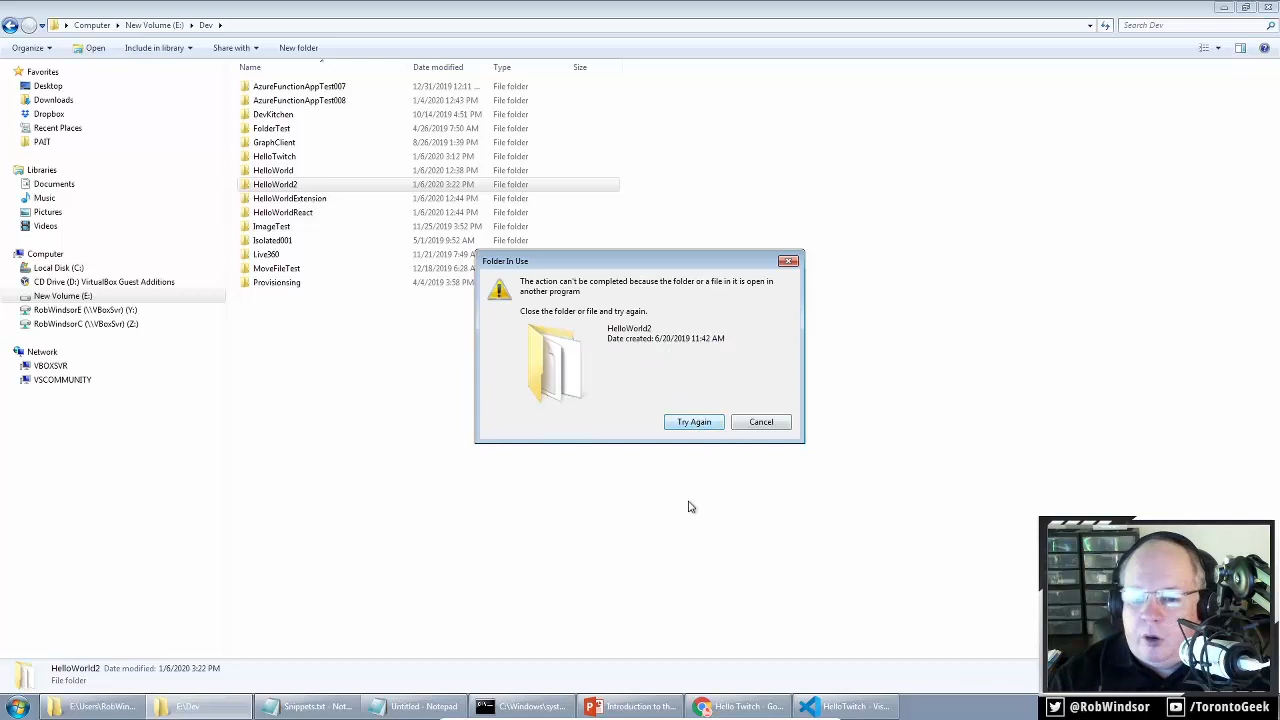 Computer
New Volume (E:)
Dev
Search Dev
Organize
Open
Include in library
Share with
New folder
Name
Date modified
Type
Size
Favorites
Desktop
Downloads
Dropbox
Recent Places
PAIT
Libraries
Documents
Music
Pictures
Videos
Computer
Local Disk (C:)
CD Drive (D:) VirtualBox Guest Additions
New Volume (E:)
RobWindsorE (\\VBoxSvr) (Y:)
RobWindsorC (\\VBoxSvr) (Z:)
Network
VBOXSVR
VSCOMMUNITY
AzureFunctionAppTest007 12/31/2019 12:11 ... File folder
AzureFunctionAppTest008 1/4/2020 12:43 PM File folder
DevKitchen 10/14/2019 4:51 PM File folder
FolderTest 4/26/2019 7:50 AM File folder
GraphClient 8/26/2019 1:39 PM File folder
HelloTwitch 1/6/2020 3:12 PM File folder
HelloWorld 1/6/2020 12:38 PM File folder
HelloWorld2 1/6/2020 3:22 PM File folder
HelloWorldExtension 1/6/2020 12:44 PM File folder
HelloWorldReact 1/6/2020 12:44 PM File folder
ImageTest 11/25/2019 3:52 PM File folder
Isolated001 5/1/2019 9:52 AM File folder
Live360 11/21/2019 7:49 A
MoveFileTest 12/18/2019 6:28 A
Provisioning 4/4/2019 3:58 PM
Folder In Use
The action can't be completed because the folder or a file in it is open in
another program
Close the folder or file and try again.
HelloWorld2
Date created: 6/20/2019 11:42 AM
Try Again
Cancel
HelloWorld2 Date modified: 1/6/2020 3:22 PM
File folder
E:\Users\RobWin...
E:\Dev
Snippets.txt - Not...
Untitled - Notepad
C:\Windows\syst...
Introduction to th...
Hello Twitch - Go...
HelloTwitch - Vis...
@RobWindsor
/TorontoGeek